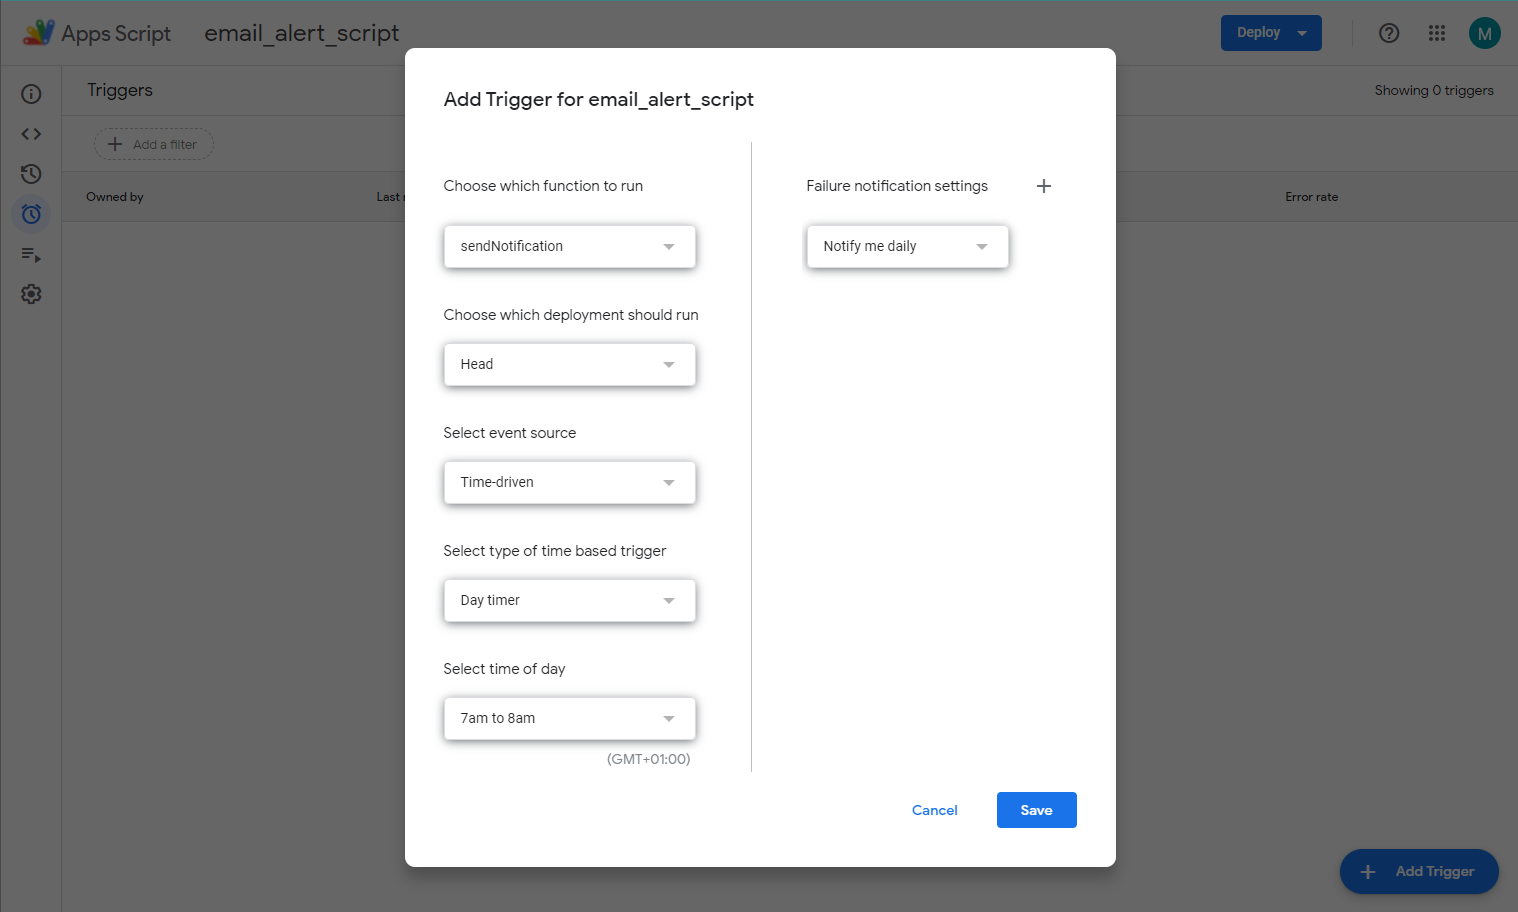 Apps Script
email_alert_script
Deploy
M
Triggers
Showing 0 triggers
Add a filter
Owned by
Last r
Error rate
Add Trigger for email_alert_script
Choose which function to run
sendNotification
Choose which deployment should run
Head
Select event source
Time-driven
Select type of time based trigger
Day timer
Select time of day
7am to 8am
(GMT+01:00)
Failure notification settings
Notify me daily
Cancel
Save
Add Trigger